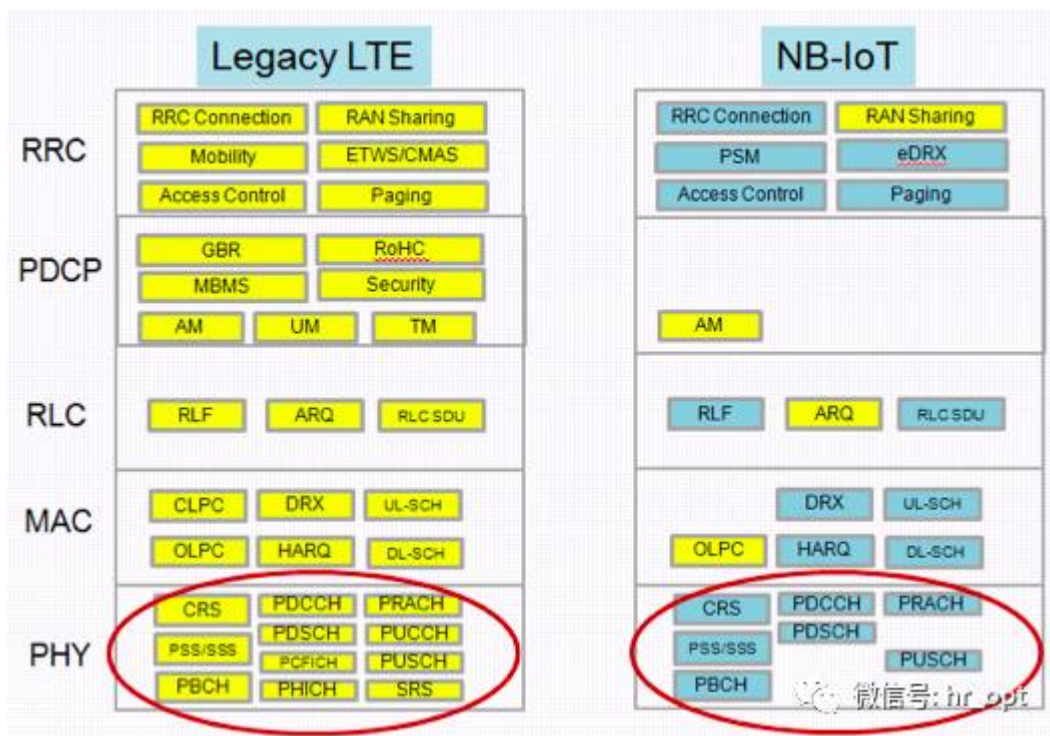 Legacy LTE NB-IoT
RRC Connection RAN Sharing RRC Connection RAN Sharing
RRC Mobility ETWS/CMAS PSM eDRX
Access Control Paging Access Control Paging
GBR RoHC
PDCP MBMS Security
AM UM TM AM
RLC RLF ARQ RLC SDU RLF ARQ RLC SDU
CLPC DRX UL-SCH DRX UL-SCH
MAC
OLPC HARQ DL-SCH OLPC HARQ DL-SCH
CRS PDCCH PRACH CRS PDCCH PRACH
PDSCH PUCCH PDSCH
PHY PSS/SSS PSS/SSS
PCFICH PUSCH PUSCH
PBCH PHICH SRS PBCH
微信号: hr_opt